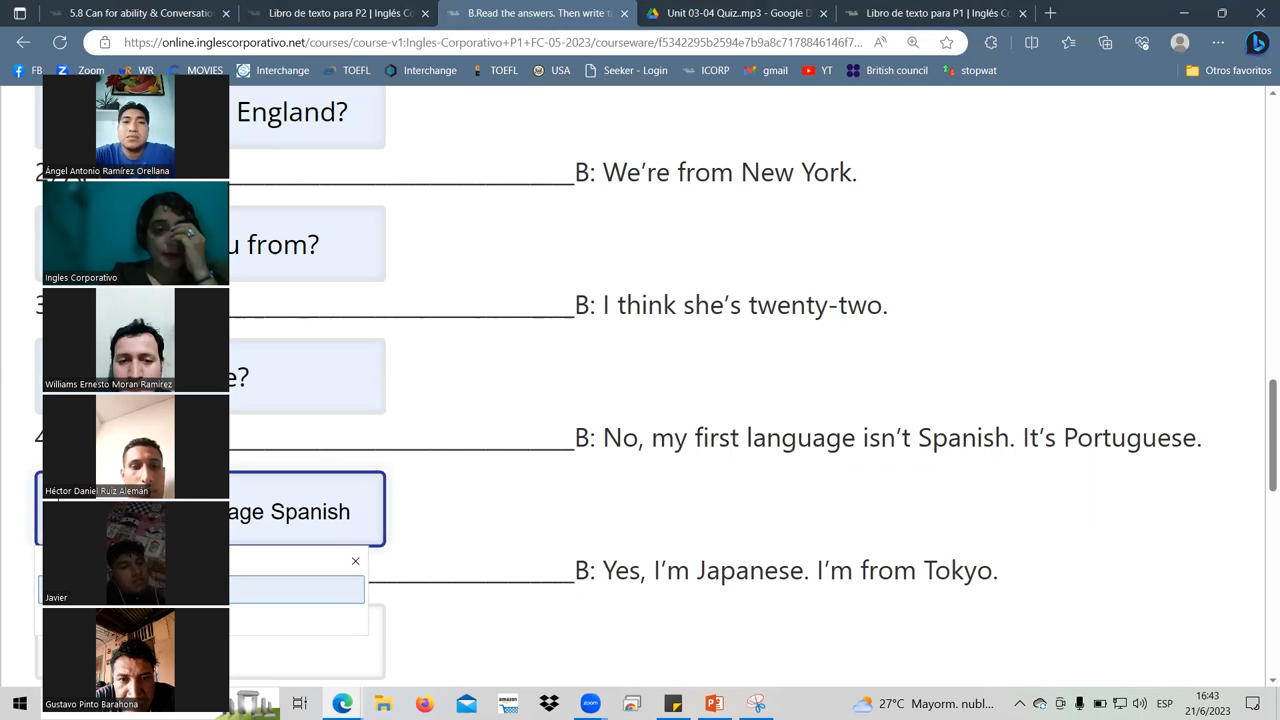 5.8 Can for ability & Conversatio
Libro de texto para P2 | Inglés C
B.Read the answers. Then write t
Unit 03-04 Quiz..mp3 - Google D
Libro de texto para P1 | Inglés C
https://online.inglescorporativo.net/courses/course-v1:Ingles-Corporativo+P1+FC-05-2023/courseware/f5342295b2594e7b9a8c7178846146f7...
FB
Zoom
WR
MOVIES
Interchange
TOEFL
Interchange
TOEFL
USA
Seeker - Login
ICORP
gmail
YT
British council
stopwat
Otros favoritos
England?
Ángel Antonio Ramírez Orellana
B: We're from New York.
u from?
Ingles Corporativo
B: I think she's twenty-two.
e?
Williams Ernesto Moran Ramírez
B: No, my first language isn't Spanish. It's Portuguese.
Héctor Daniel Ruiz Alemán
age Spanish
B: Yes, I'm Japanese. I'm from Tokyo.
Javier
Gustavo Pinto Barahona
27°C Mayorm. nubl...
ESP
21/6/2023